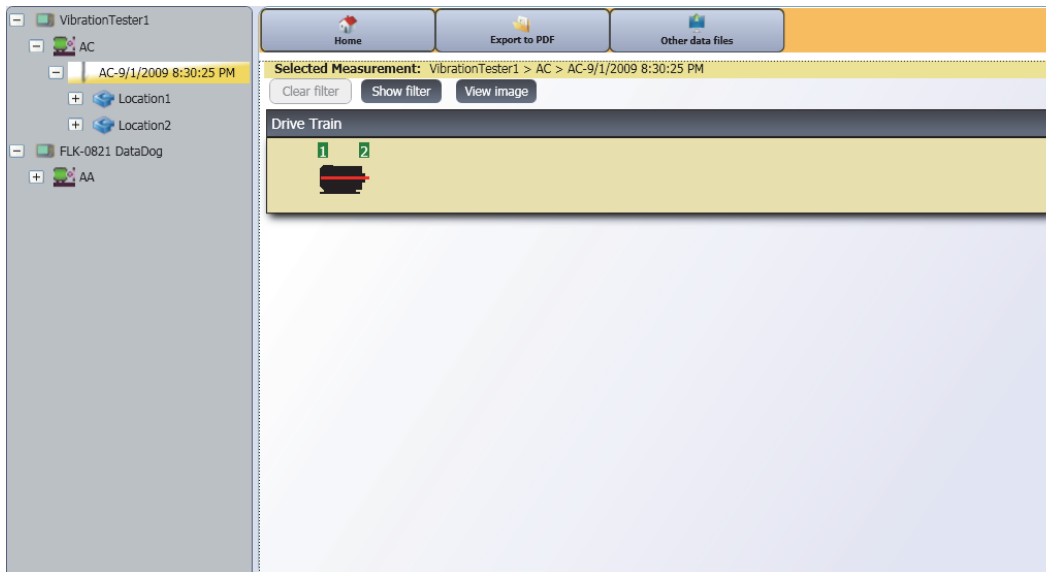 VibrationTester1
AC
AC-9/1/2009 8:30:25 PM
Location1
Location2
FLK-0821 DataDog
AA
Home
Export to PDF
Other data files
Selected Measurement: VibrationTester1 > AC > AC-9/1/2009 8:30:25 PM
Clear filter
Show filter
View image
Drive Train
1
2